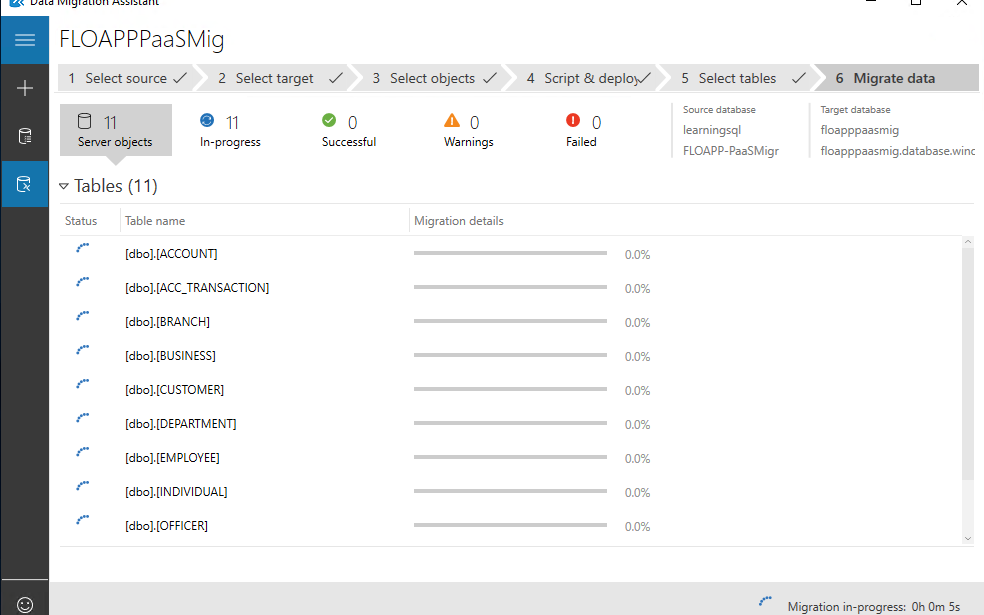 Data Migration Assistant
FLOAPPPaaSMig
1 Select source
2 Select target
3 Select objects
4 Script & deploy
5 Select tables
6 Migrate data
11
Server objects
11
In-progress
0
Successful
0
Warnings
0
Failed
Source database
learningsql
FLOAPP-PaaSMigr
Target database
floapppaasmig
floapppaasmig.database.winc
Tables (11)
Status Table name Migration details
[dbo].[ACCOUNT] 0.0%
[dbo].[ACC_TRANSACTION] 0.0%
[dbo].[BRANCH] 0.0%
[dbo].[BUSINESS] 0.0%
[dbo].[CUSTOMER] 0.0%
[dbo].[DEPARTMENT] 0.0%
[dbo].[EMPLOYEE] 0.0%
[dbo].[INDIVIDUAL] 0.0%
[dbo].[OFFICER] 0.0%
Migration in-progress: 0h 0m 5s